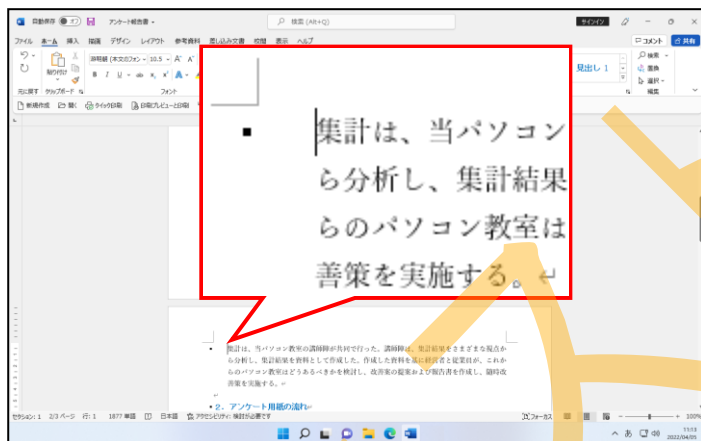 自動保存 オフ アンケート報告書 検索 (Alt+Q) サインイン
ファイル ホーム 挿入 描画 デザイン レイアウト 参考資料 差し込み文書 校閲 表示 ヘルプ コメント 共有
貼り付け 游明朝 (本文のフォン 10.5 見出し 1 検索
置換
選択
元に戻す クリップボード フォント 編集
新規作成 開く クイック印刷 印刷プレビューと印刷
集計は、当パソコン
ら分析し、集計結果
らのパソコン教室は
善策を実施する。↵
集計は、当パソコン教室の講師陣が共同で行った。講師陣は、集計結果をさまざまな視点か
ら分析し、集計結果を資料として作成した。作成した資料を基に経営者と従業員が、これか
らのパソコン教室はどうあるべきかを検討し、改善案の提案および報告書を作成し、随時改
善策を実施する。↵
2．アンケート用紙の流れ↵
セクション: 1 2/3 ページ 行: 1 1877 単語 日本語 アクセシビリティ: 検討が必要です フォーカス 100%
あ 11:13
2022/04/05